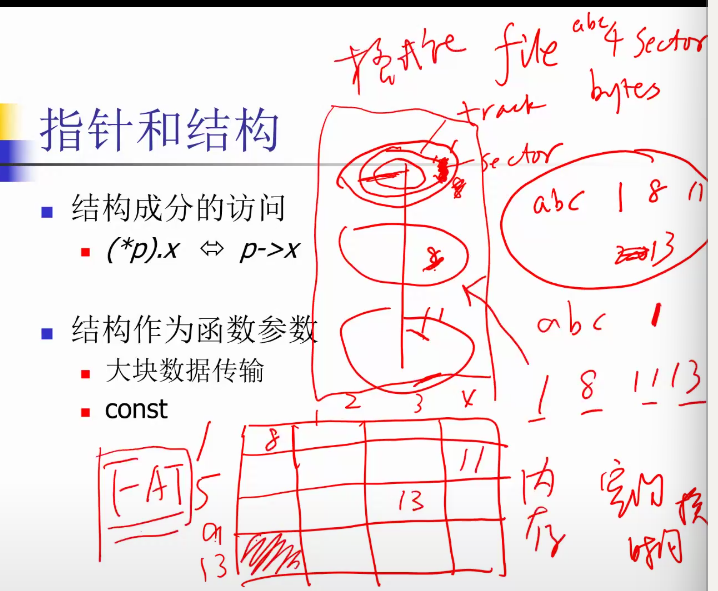 file abc 4 sector
bytes
track
sector
指针和结构
结构成分的访问
(*p).x ⇔ p->x
结构作为函数参数
大块数据传输
const
abc 1 8 11
13
abc 1
1 8 11 13
8
8
11
1 2 3 4
8
11
13
FAT
1
5
9
13
内存
空间换
时间